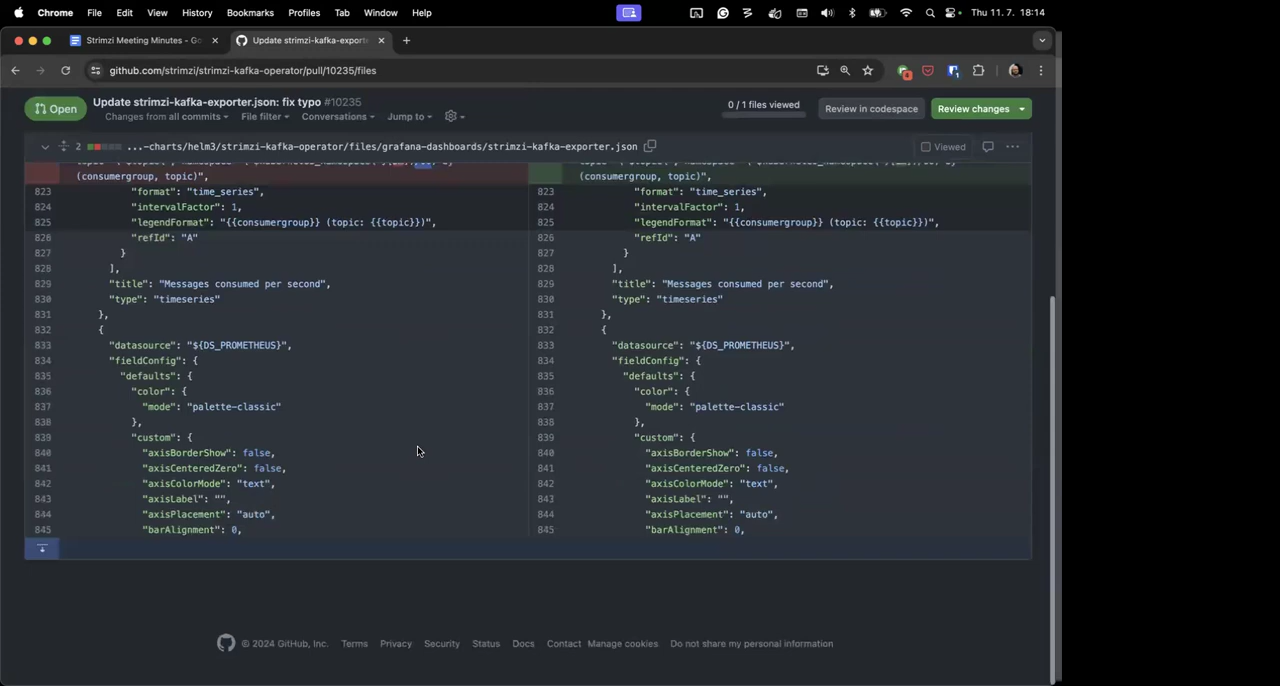 Chrome File Edit View History Bookmarks Profiles Tab Window Help Thu 11. 7. 18:14
Strimzi Meeting Minutes - Go
Update strimzi-kafka-exporte
github.com/strimzi/strimzi-kafka-operator/pull/10235/files
Open
Update strimzi-kafka-exporter.json: fix typo #10235
Changes from all commits File filter Conversations Jump to
0 / 1 files viewed
Review in codespace
Review changes
2 ...-charts/helm3/strimzi-kafka-operator/files/grafana-dashboards/strimzi-kafka-exporter.json
Viewed
(consumergroup, topic)", (consumergroup, topic)",
823 "format": "time_series", 823 "format": "time_series",
824 "intervalFactor": 1, 824 "intervalFactor": 1,
825 "legendFormat": "{{consumergroup}} (topic: {{topic}})", 825 "legendFormat": "{{consumergroup}} (topic: {{topic}})",
826 "refId": "A" 826 "refId": "A"
827 } 827 }
828 ], 828 ],
829 "title": "Messages consumed per second", 829 "title": "Messages consumed per second",
830 "type": "timeseries" 830 "type": "timeseries"
831 }, 831 },
832 { 832 {
833 "datasource": "${DS_PROMETHEUS}", 833 "datasource": "${DS_PROMETHEUS}",
834 "fieldConfig": { 834 "fieldConfig": {
835 "defaults": { 835 "defaults": {
836 "color": { 836 "color": {
837 "mode": "palette-classic" 837 "mode": "palette-classic"
838 }, 838 },
839 "custom": { 839 "custom": {
840 "axisBorderShow": false, 840 "axisBorderShow": false,
841 "axisCenteredZero": false, 841 "axisCenteredZero": false,
842 "axisColorMode": "text", 842 "axisColorMode": "text",
843 "axisLabel": "", 843 "axisLabel": "",
844 "axisPlacement": "auto", 844 "axisPlacement": "auto",
845 "barAlignment": 0, 845 "barAlignment": 0,
© 2024 GitHub, Inc. Terms Privacy Security Status Docs Contact Manage cookies Do not share my personal information